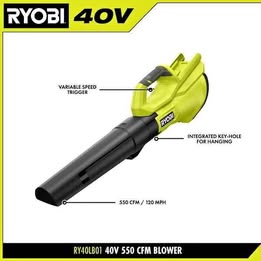 RYOBI 40V
VARIABLE SPEED
TRIGGER
INTEGRATED KEY-HOLE
FOR HANGING
550 CFM / 120 MPH
RY40LB01 40V 550 CFM BLOWER